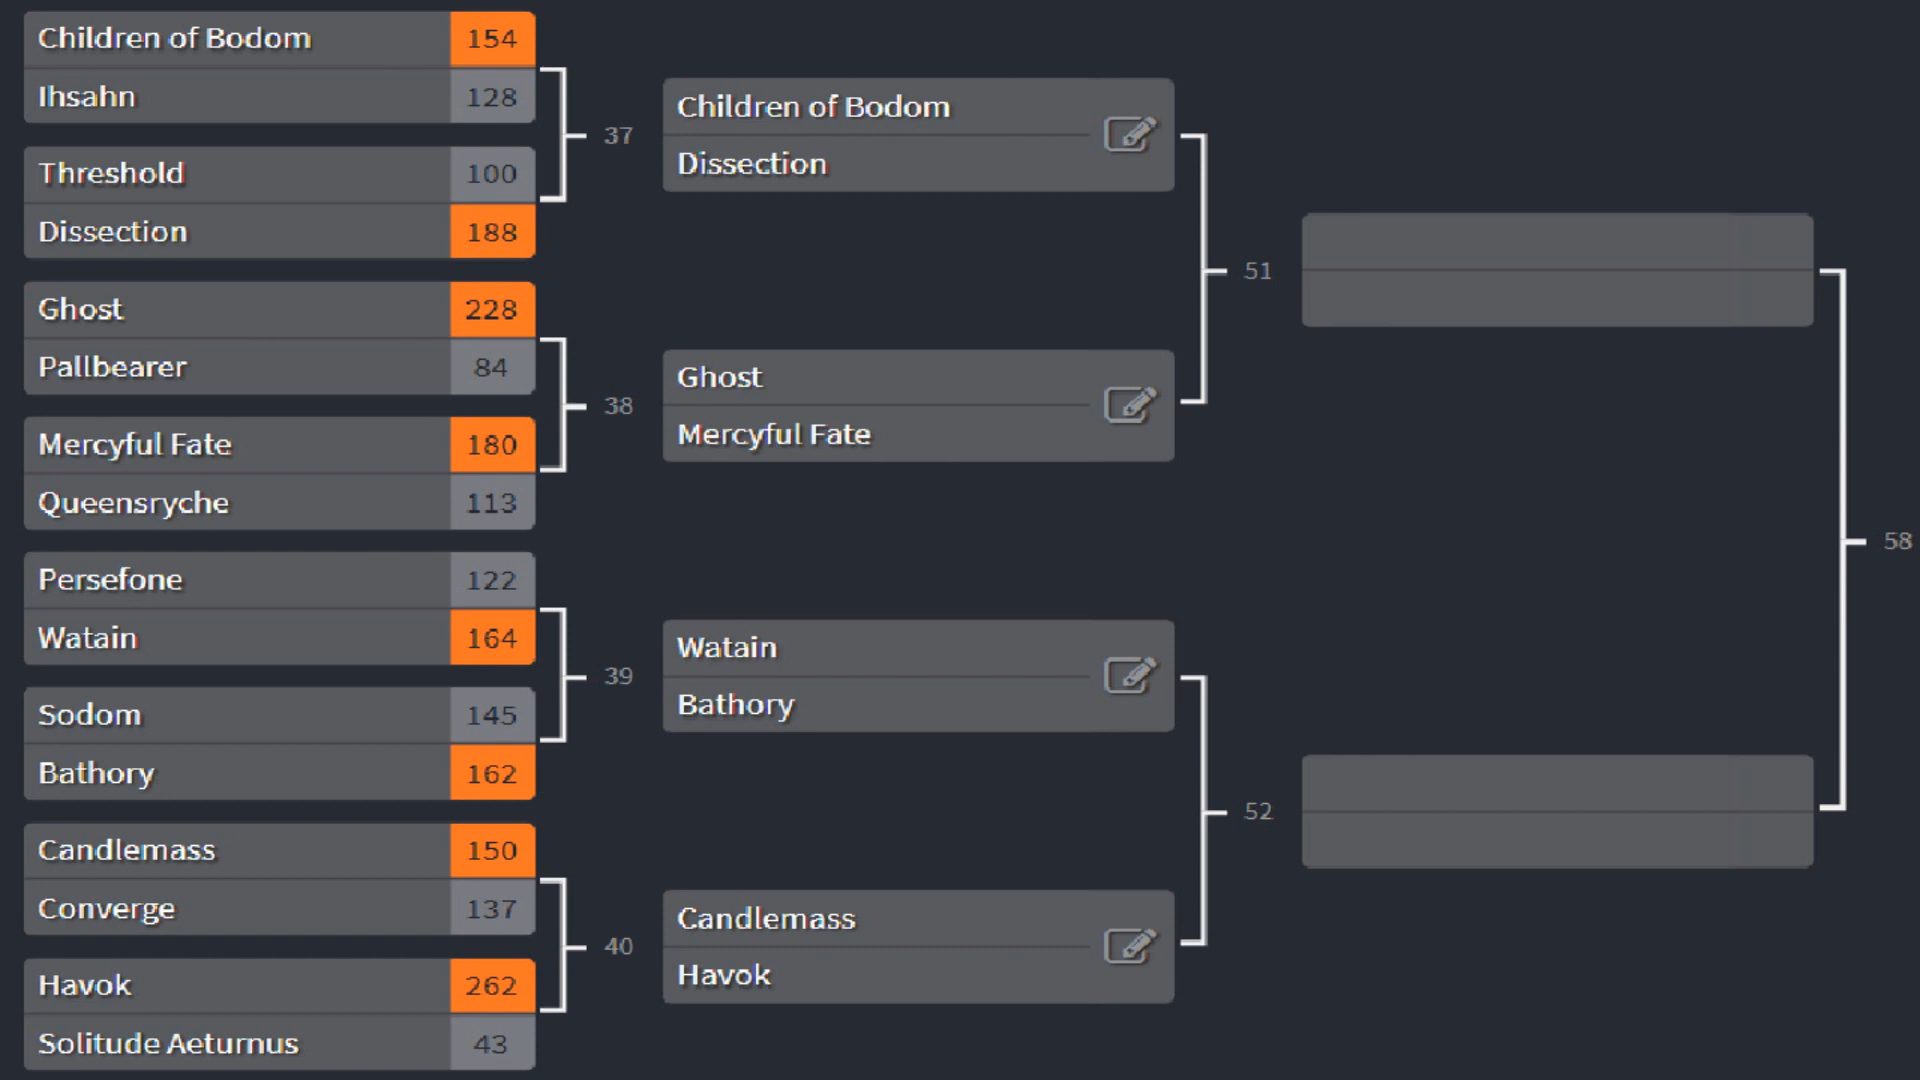 Children of Bodom 154
Ihsahn 128
Threshold 100
Dissection 188
Ghost 228
Pallbearer 84
Mercyful Fate 180
Queensryche 113
Persefone 122
Watain 164
Sodom 145
Bathory 162
Candlemass 150
Converge 137
Havok 262
Solitude Aeturnus 43
37
Children of Bodom
Dissection
38
Ghost
Mercyful Fate
39
Watain
Bathory
40
Candlemass
Havok
51
52
58